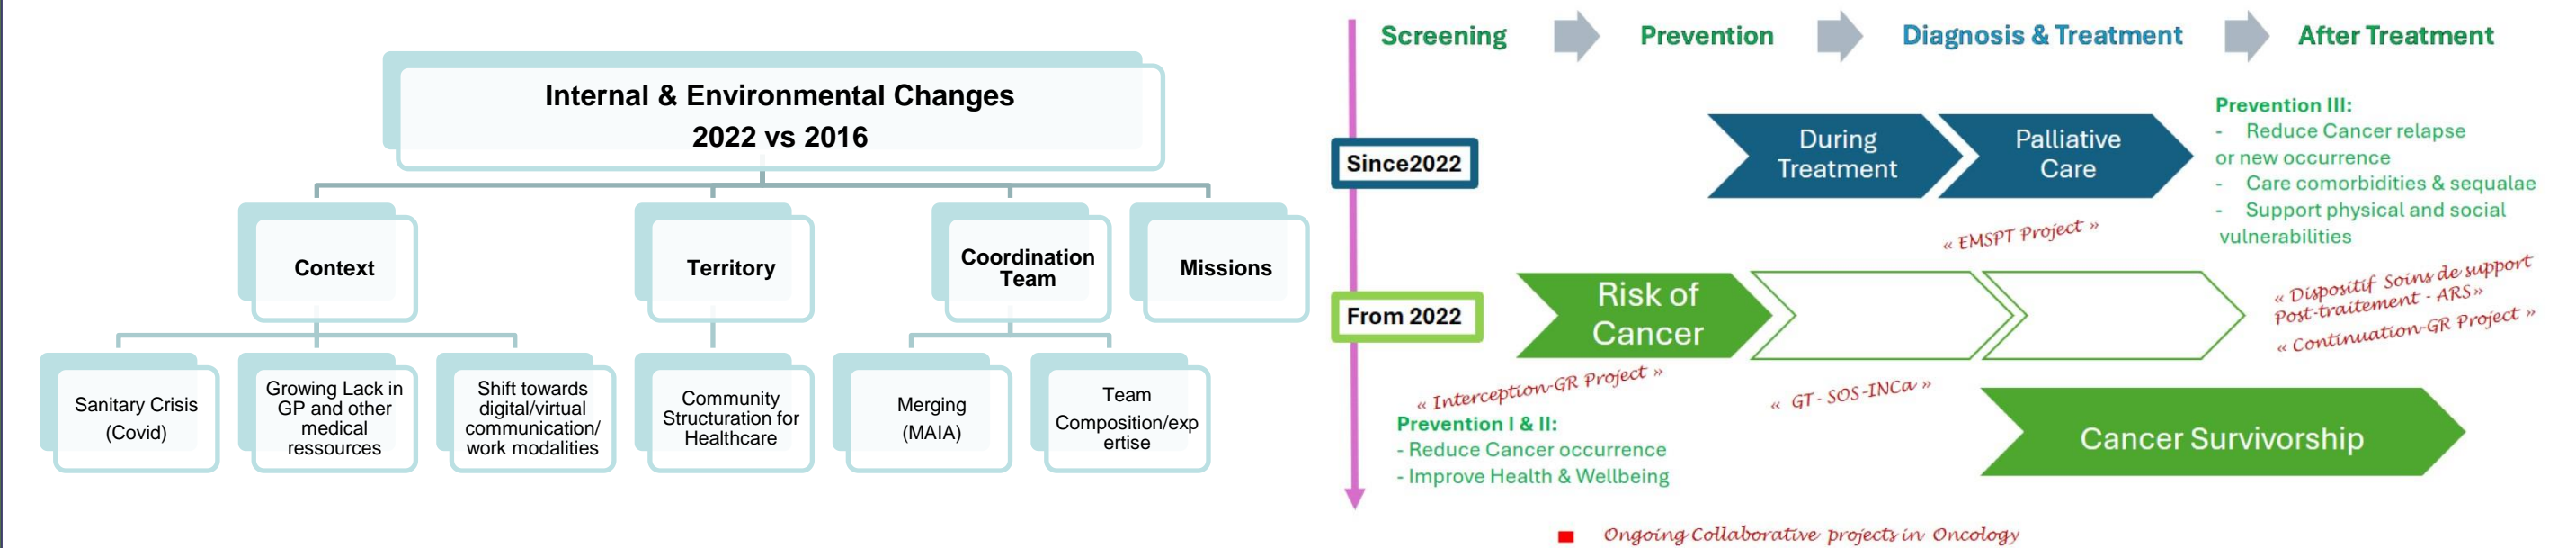 Internal & Environmental Changes
2022 vs 2016
Context
Territory
Coordination
Team
Missions
Sanitary Crisis
(Covid)
Growing Lack in
GP and other
medical
ressources
Shift towards
digital/virtual
communication/
work modalities
Community
Structuration for
Healthcare
Merging
(MAIA)
Team
Composition/exp
ertise
Screening
Prevention
Diagnosis & Treatment
After Treatment
Since2022
During
Treatment
Palliative
Care
Prevention III:
- Reduce Cancer relapse
or new occurrence
- Care comorbidities & sequalae
- Support physical and social
vulnerabilities
« EMSPT Project »
From 2022
Risk of
Cancer
« Dispositif Soins de support
Post-traitement - ARS»
« Continuation-GR Project »
« Interception-GR Project »
« GT- SOS-INCa »
Prevention I & II:
- Reduce Cancer occurrence
- Improve Health & Wellbeing
Cancer Survivorship
Ongoing Collaborative projects in Oncology